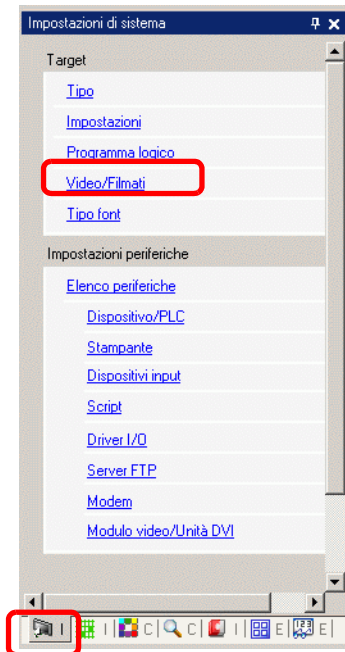 Impostazioni di sistema
Target
Tipo
Impostazioni
Programma logico
Video/Filmati
Tipo font
Impostazioni periferiche
Elenco periferiche
Dispositivo/PLC
Stampante
Dispositivi input
Script
Driver I/O
Server FTP
Modem
Modulo video/Unità DVI
I I C C I E E